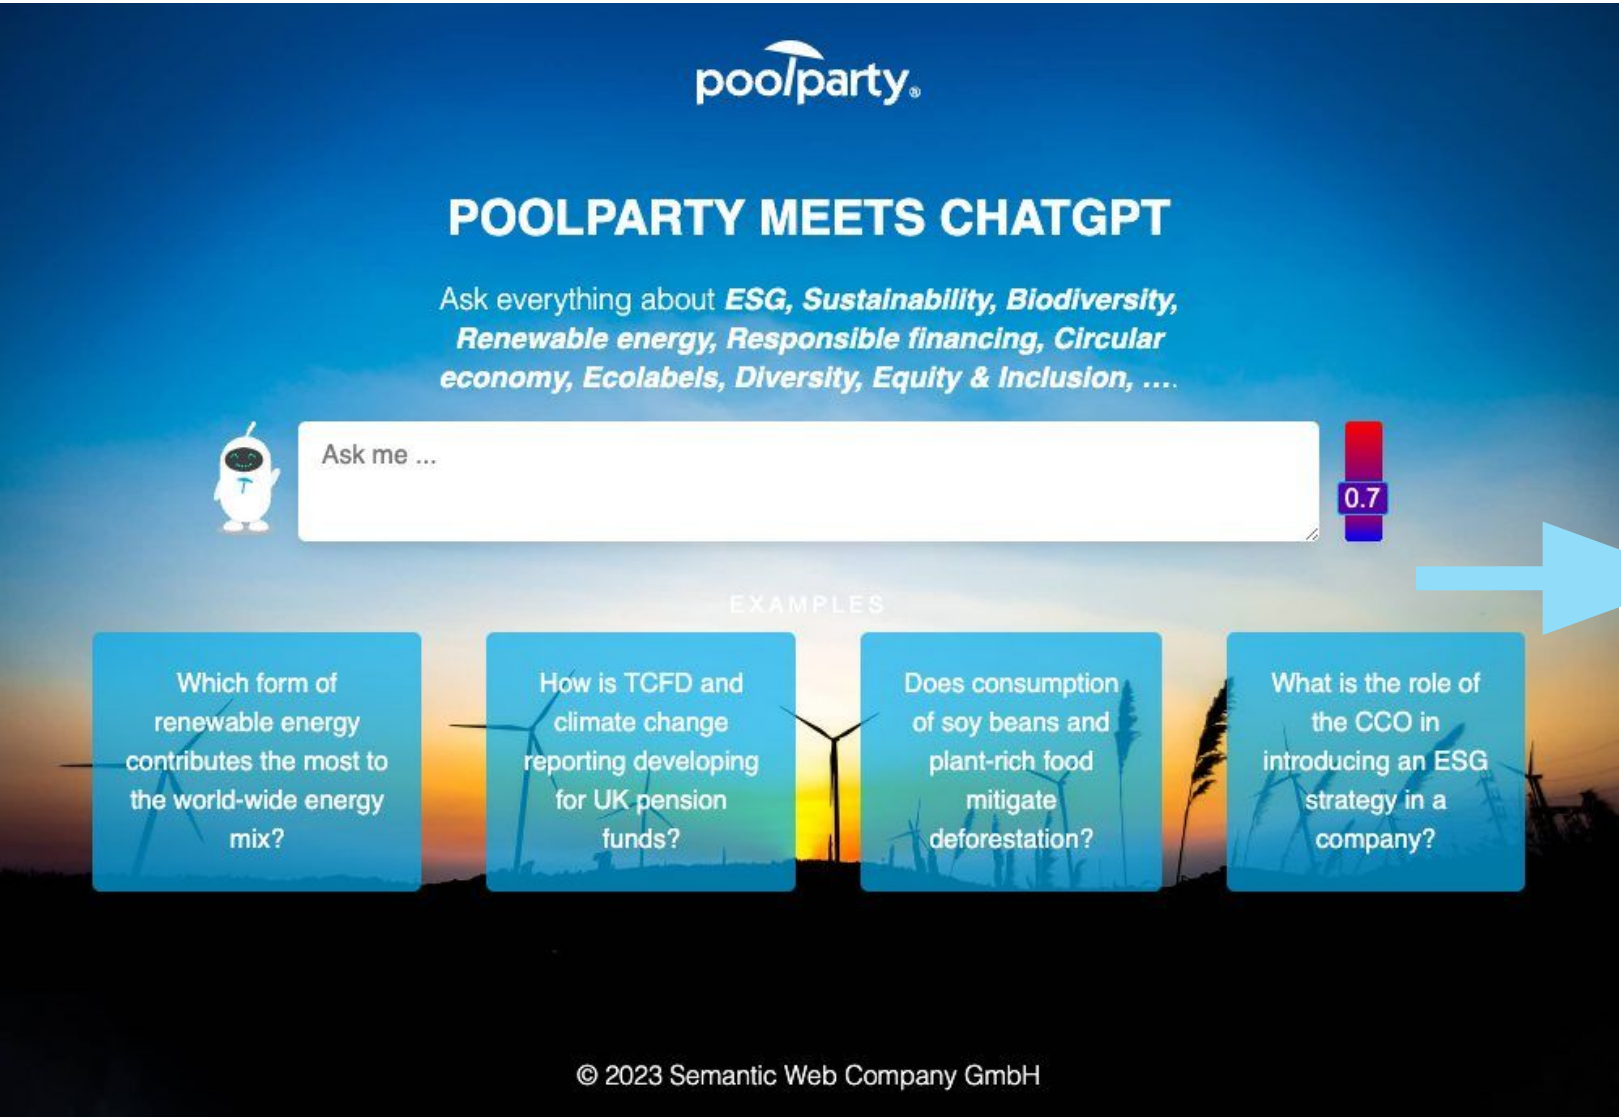 poolparty®
POOLPARTY MEETS CHATGPT
Ask everything about ESG, Sustainability, Biodiversity,
Renewable energy, Responsible financing, Circular
economy, Ecolabels, Diversity, Equity & Inclusion, ....
Ask me ...
0.7
EXAMPLES
Which form of
renewable energy
contributes the most to
the world-wide energy
mix?
How is TCFD and
climate change
reporting developing
for UK pension
funds?
Does consumption
of soy beans and
plant-rich food
mitigate
deforestation?
What is the role of
the CCO in
introducing an ESG
strategy in a
company?
© 2023 Semantic Web Company GmbH